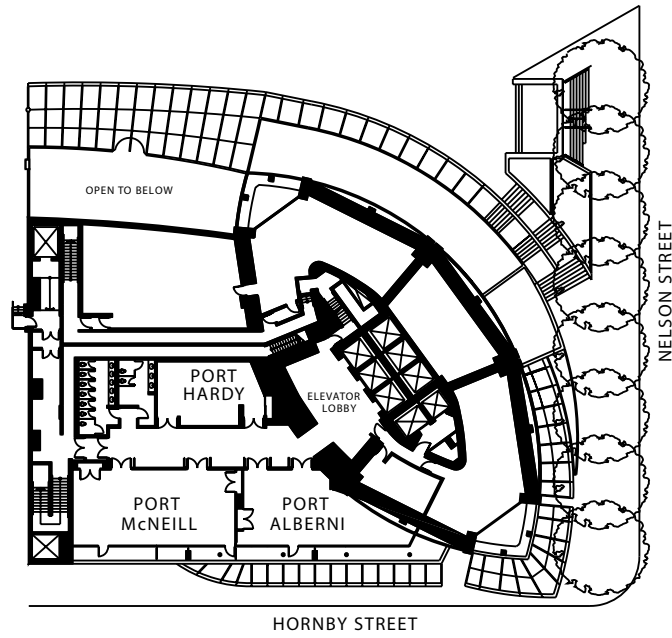 OPEN TO BELOW
NELSON STREET
PORT
HARDY
ELEVATOR
LOBBY
PORT
McNEILL
PORT
ALBERNI
HORNBY STREET